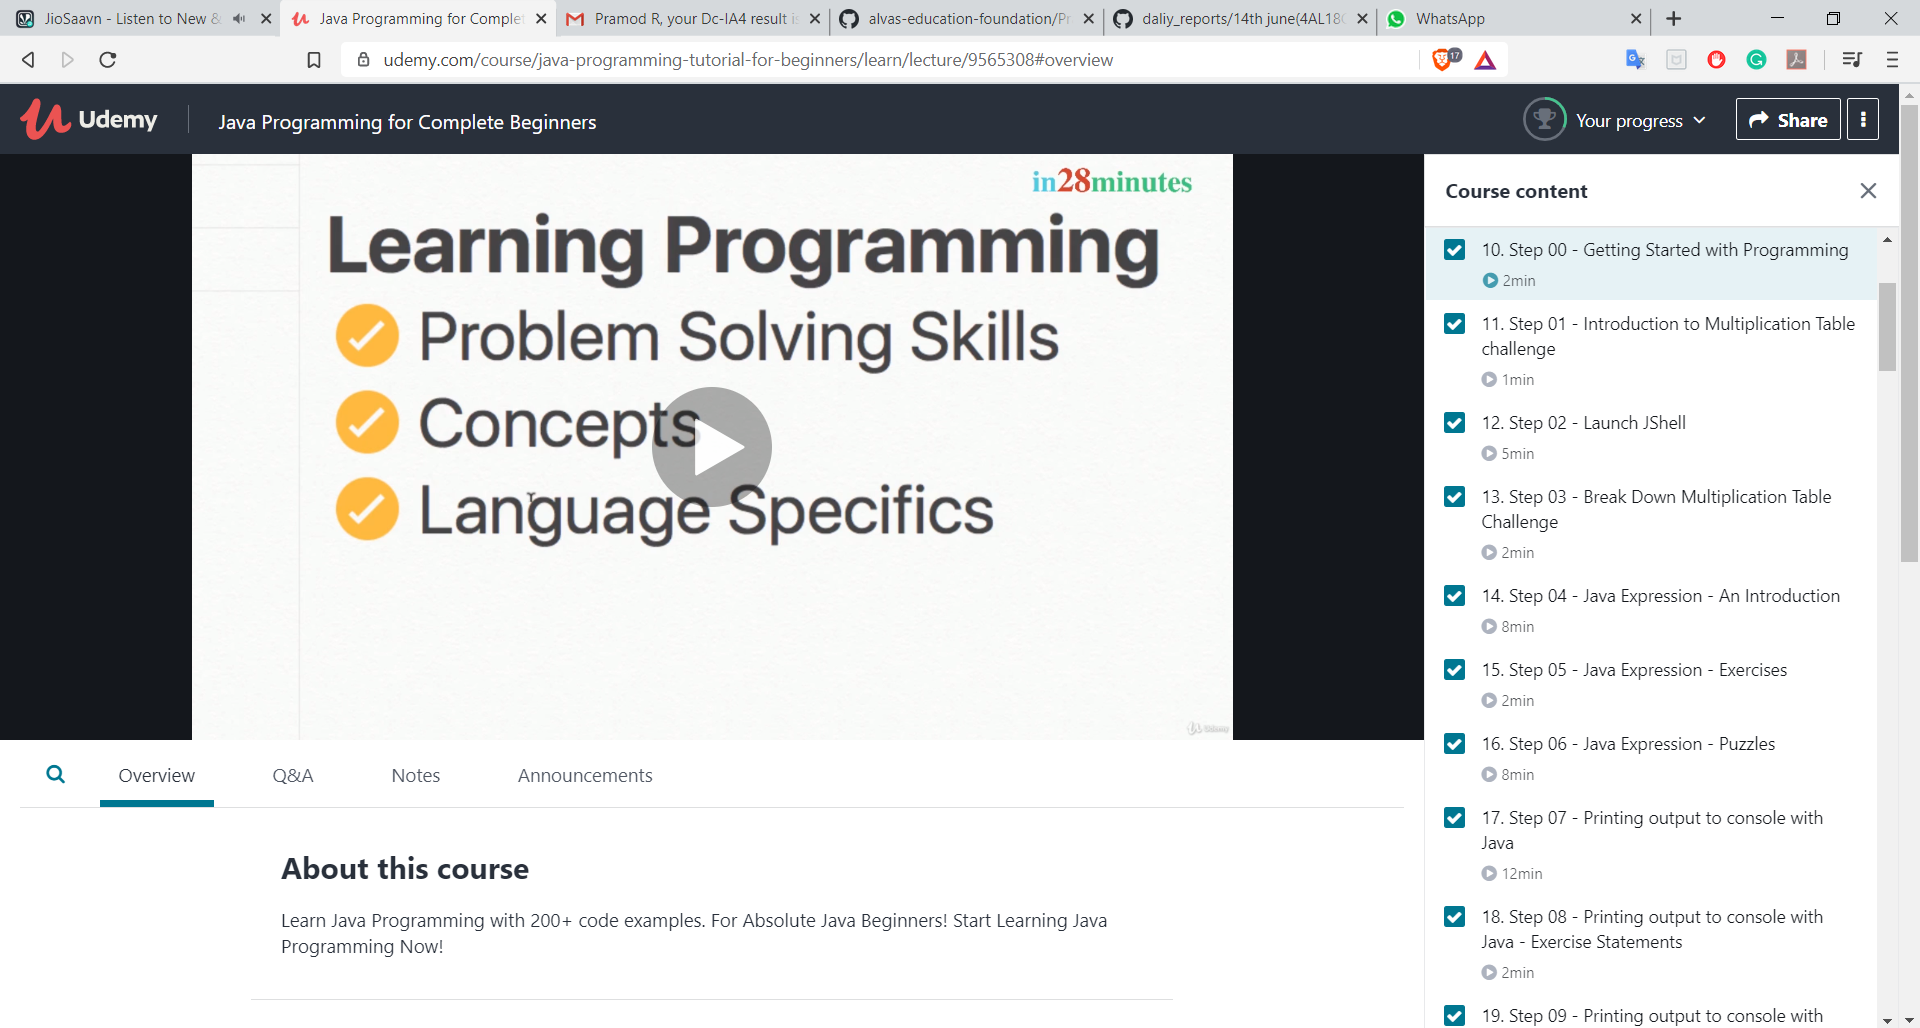 JioSaavn - Listen to New &
Java Programming for Complet
Pramod R, your Dc-IA4 result i
alvas-education-foundation/Pr
daliy_reports/14th june(4AL18
WhatsApp
udemy.com/course/java-programming-tutorial-for-beginners/learn/lecture/9565308#overview
17
Udemy
Java Programming for Complete Beginners
Your progress
Share
in28minutes
Learning Programming
Problem Solving Skills
Concepts
Language Specifics
Udemy
Course content
10. Step 00 - Getting Started with Programming
2min
11. Step 01 - Introduction to Multiplication Table
challenge
1min
12. Step 02 - Launch JShell
5min
13. Step 03 - Break Down Multiplication Table
Challenge
2min
14. Step 04 - Java Expression - An Introduction
8min
15. Step 05 - Java Expression - Exercises
2min
16. Step 06 - Java Expression - Puzzles
8min
17. Step 07 - Printing output to console with
Java
12min
18. Step 08 - Printing output to console with
Java - Exercise Statements
2min
19. Step 09 - Printing output to console with
Overview
Q&A
Notes
Announcements
About this course
Learn Java Programming with 200+ code examples. For Absolute Java Beginners! Start Learning Java
Programming Now!